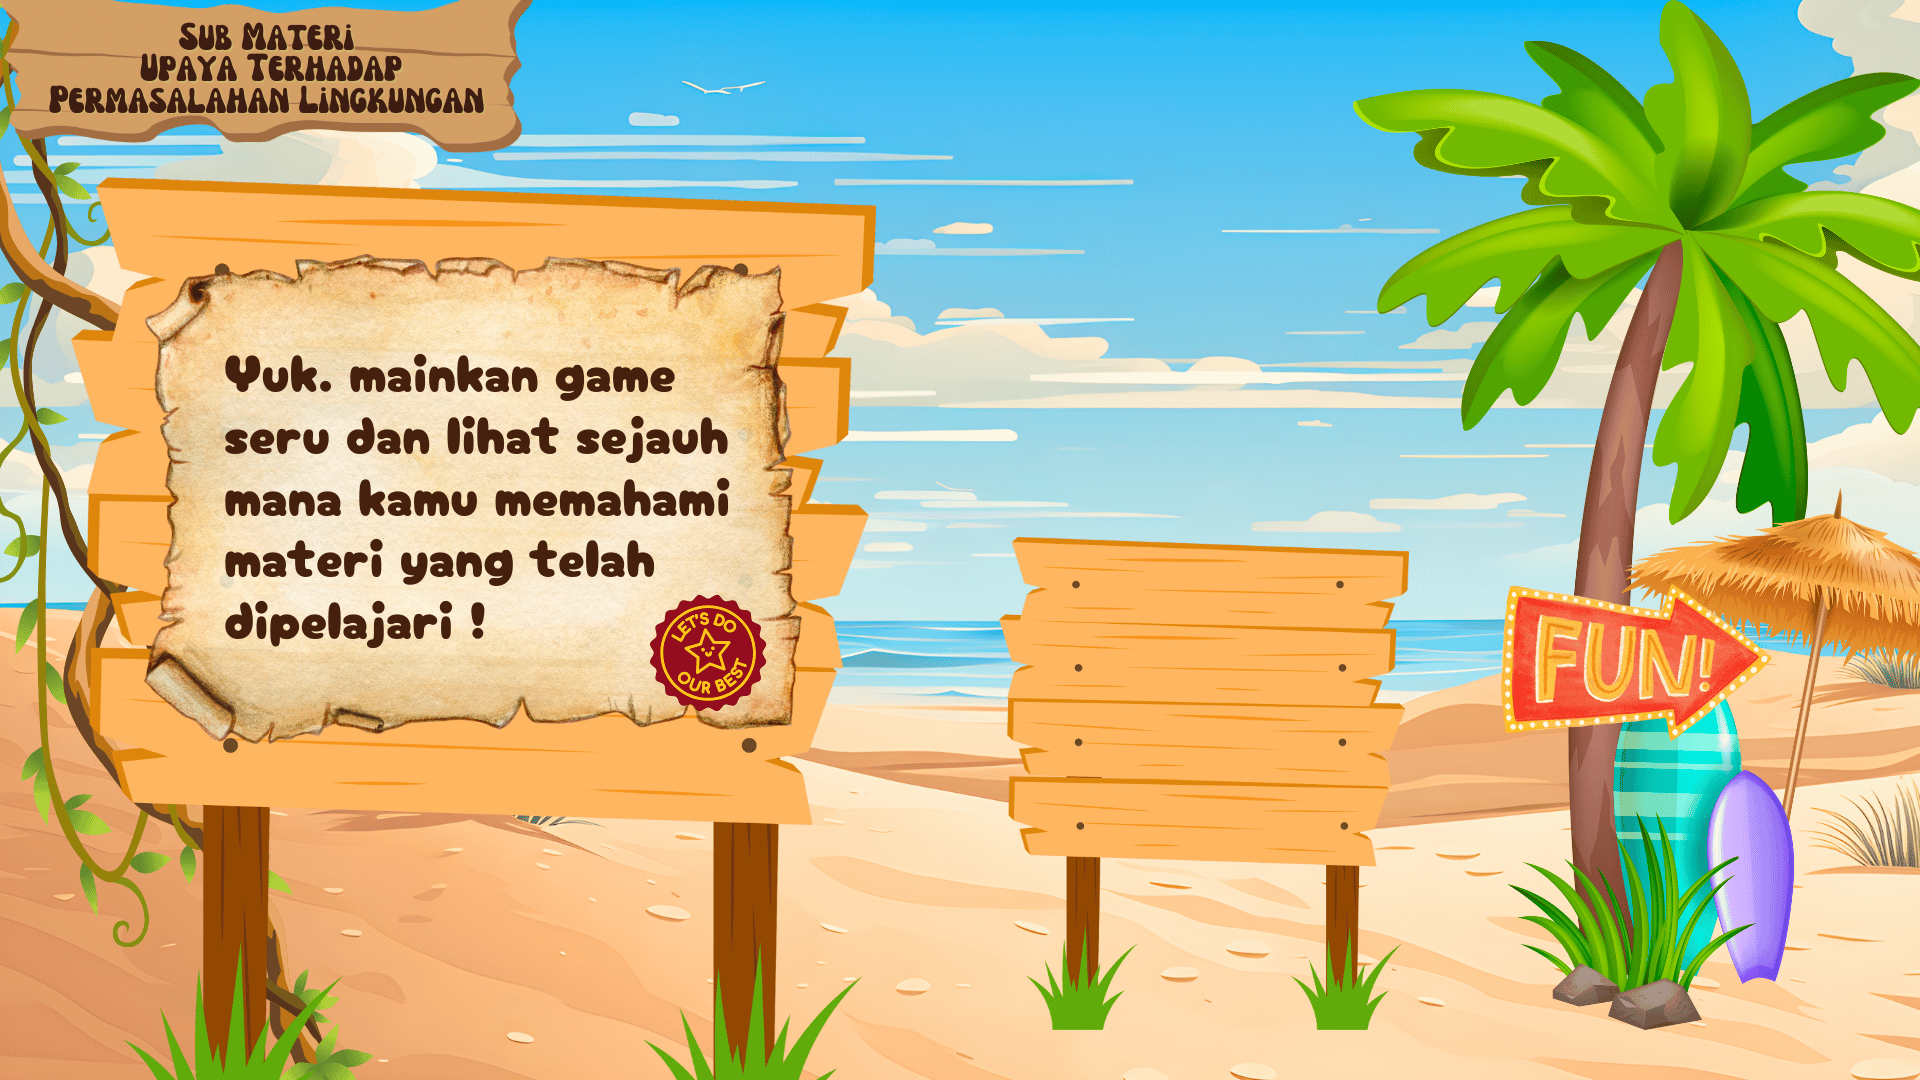 SUB MATERI
UPAYA TERHADAP
PERMASALAHAN LINGKUNGAN
Yuk. mainkan game
seru dan lihat sejauh
mana kamu memahami
materi yang telah
dipelajari !
LET'S DO
OUR BEST
FUN!